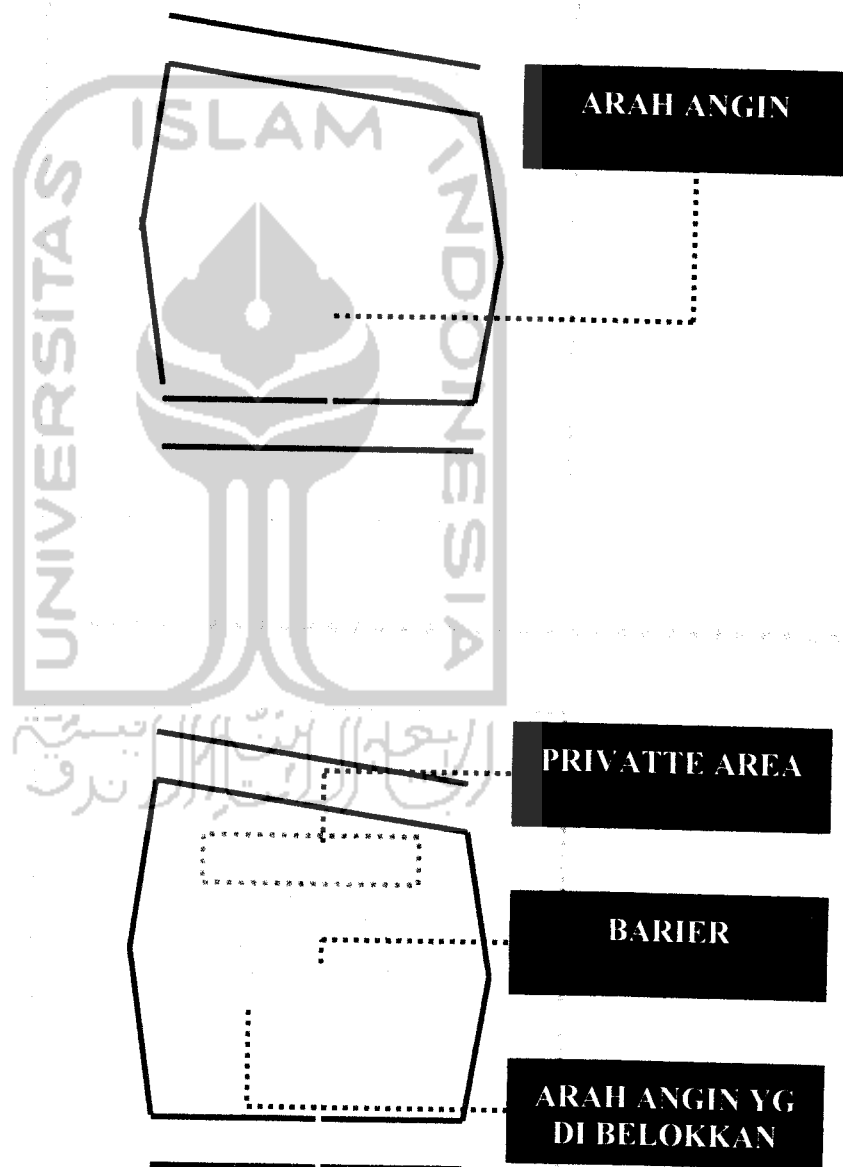 ARAH ANGIN
UNIVERSITAS
ISLAM
INDONESIA
PRIVATTE AREA
BARIER
ARAH ANGIN YG
DI BELOKKAN